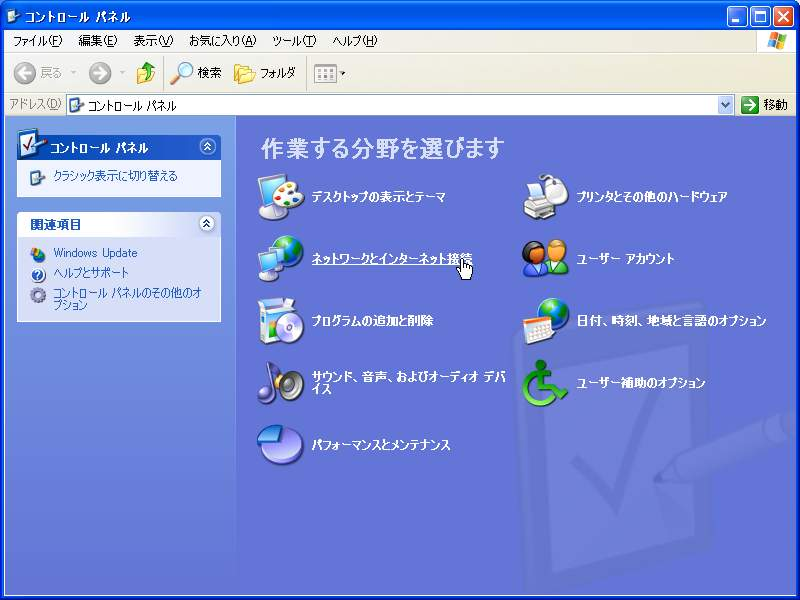 コントロール パネル
ファイル(F) 編集(E) 表示(V) お気に入り(A) ツール(T) ヘルプ(H)
戻る 検索 フォルダ
アドレス(D) コントロール パネル 移動
コントロール パネル
クラシック表示に切り替える
関連項目
Windows Update
ヘルプとサポート
コントロール パネルのその他のオ
プション
作業する分野を選びます
デスクトップの表示とテーマ
プリンタとその他のハードウェア
ネットワークとインターネット接続
ユーザー アカウント
プログラムの追加と削除
日付、時刻、地域と言語のオプション
サウンド、音声、およびオーディオ デバ
イス
ユーザー補助のオプション
パフォーマンスとメンテナンス